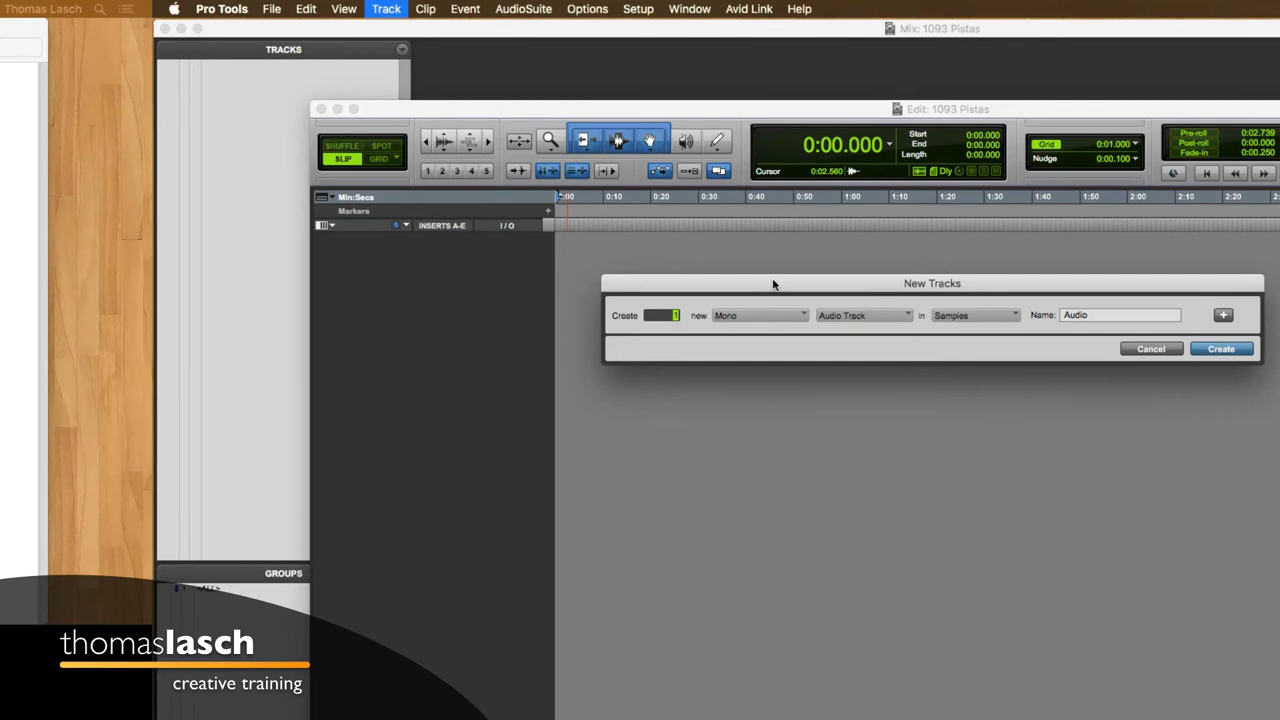 Thomas Lasch
Pro Tools File Edit View Track Clip Event AudioSuite Options Setup Window Avid Link Help
Mix: 1093 Pistas
TRACKS
Edit: 1093 Pistas
SHUFFLE SPOT
SLIP GRID
1 2 3 4 5
0:00.000
Start 0:00.000
End 0:00.000
Length 0:00.000
Cursor 0:02.560
Dly
Grid 0:01.000
Nudge 0:00.100
Pre-roll 0:02.739
Post-roll 0:00.000
Fade-in 0:00.250
Min:Secs
0:00 0:10 0:20 0:30 0:40 0:50 1:00 1:10 1:20 1:30 1:40 1:50 2:00 2:10 2:20
Markers
INSERTS A-E I / O
New Tracks
Create 1 new Mono Audio Track in Samples Name: Audio
Cancel Create
GROUPS
thomaslasch
creative training